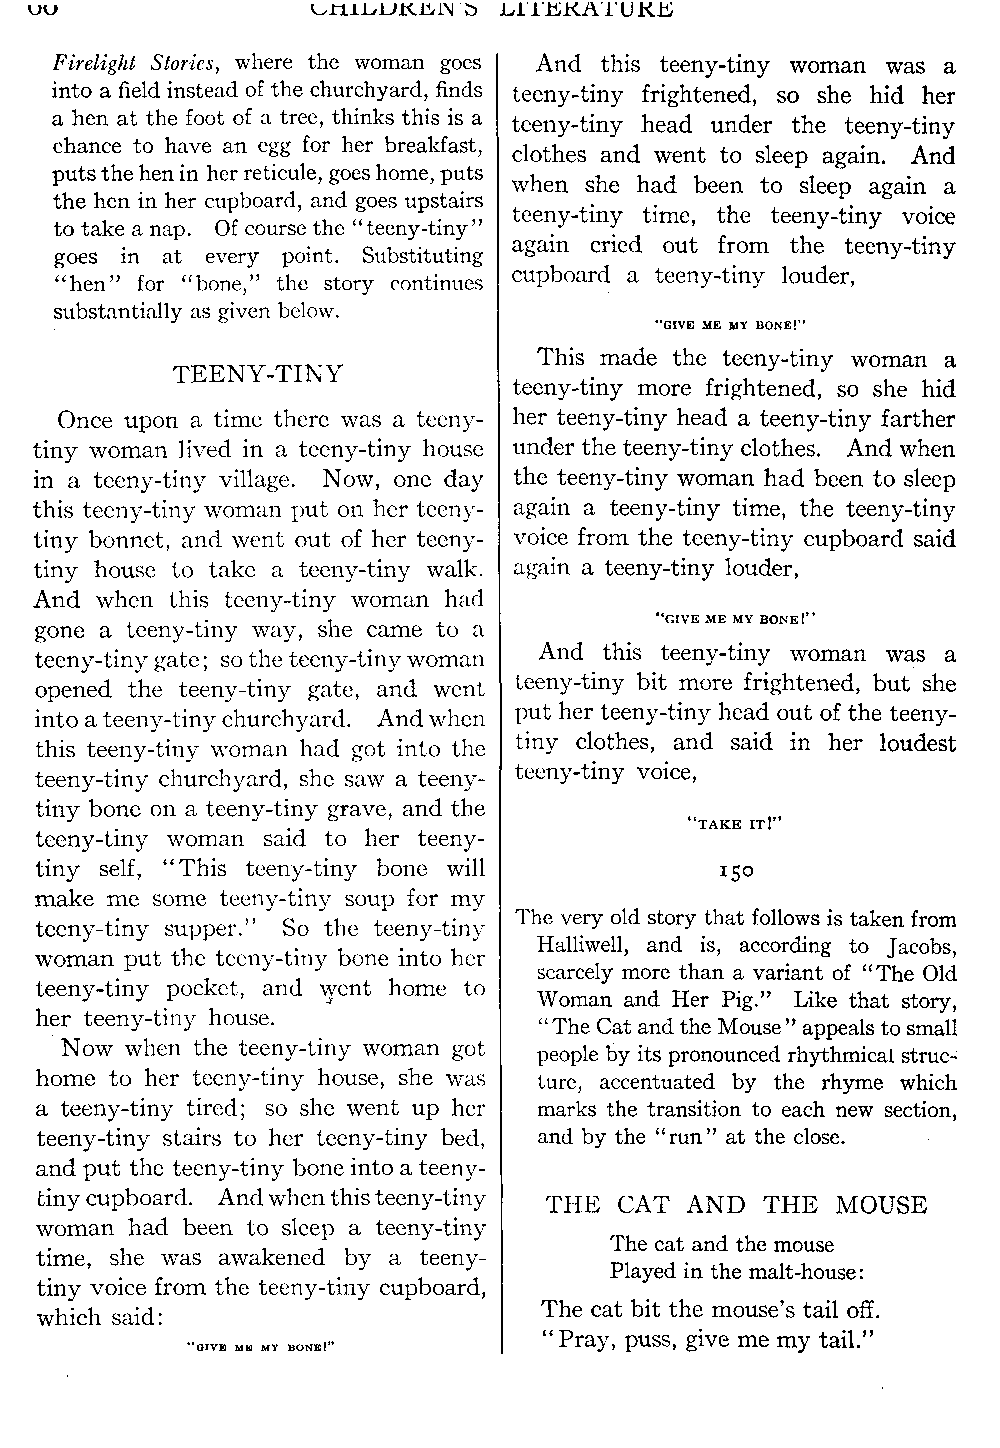 CHILDREN'S LITERATURE
Firelight Stories, where the woman goes
into a field instead of the churchyard, finds
a hen at the foot of a tree, thinks this is a
chance to have an egg for her breakfast,
puts the hen in her reticule, goes home, puts
the hen in her cupboard, and goes upstairs
to take a nap. Of course the "teeny-tiny"
goes in at every point. Substituting
"hen" for "bone," the story continues
substantially as given below.
TEENY-TINY
Once upon a time there was a teeny-
tiny woman lived in a teeny-tiny house
in a teeny-tiny village. Now, one day
this teeny-tiny woman put on her teeny-
tiny bonnet, and went out of her teeny-
tiny house to take a teeny-tiny walk.
And when this teeny-tiny woman had
gone a teeny-tiny way, she came to a
teeny-tiny gate; so the teeny-tiny woman
opened the teeny-tiny gate, and went
into a teeny-tiny churchyard. And when
this teeny-tiny woman had got into the
teeny-tiny churchyard, she saw a teeny-
tiny bone on a teeny-tiny grave, and the
teeny-tiny woman said to her teeny-
tiny self, "This teeny-tiny bone will
make me some teeny-tiny soup for my
teeny-tiny supper." So the teeny-tiny
woman put the teeny-tiny bone into her
teeny-tiny pocket, and went home to
her teeny-tiny house.
Now when the teeny-tiny woman got
home to her teeny-tiny house, she was
a teeny-tiny tired; so she went up her
teeny-tiny stairs to her teeny-tiny bed,
and put the teeny-tiny bone into a teeny-
tiny cupboard. And when this teeny-tiny
woman had been to sleep a teeny-tiny
time, she was awakened by a teeny-
tiny voice from the teeny-tiny cupboard,
which said:
"GIVE ME MY BONE!"
And this teeny-tiny woman was a
teeny-tiny frightened, so she hid her
teeny-tiny head under the teeny-tiny
clothes and went to sleep again. And
when she had been to sleep again a
teeny-tiny time, the teeny-tiny voice
again cried out from the teeny-tiny
cupboard a teeny-tiny louder,
"GIVE ME MY BONE!"
This made the teeny-tiny woman a
teeny-tiny more frightened, so she hid
her teeny-tiny head a teeny-tiny farther
under the teeny-tiny clothes. And when
the teeny-tiny woman had been to sleep
again a teeny-tiny time, the teeny-tiny
voice from the teeny-tiny cupboard said
again a teeny-tiny louder,
"GIVE ME MY BONE!"
And this teeny-tiny woman was a
teeny-tiny bit more frightened, but she
put her teeny-tiny head out of the teeny-
tiny clothes, and said in her loudest
teeny-tiny voice,
"TAKE IT!"
150
The very old story that follows is taken from
Halliwell, and is, according to Jacobs,
scarcely more than a variant of "The Old
Woman and Her Pig." Like that story,
"The Cat and the Mouse" appeals to small
people by its pronounced rhythmical struc-
ture, accentuated by the rhyme which
marks the transition to each new section,
and by the "run" at the close.
THE CAT AND THE MOUSE
The cat and the mouse
Played in the malt-house:
The cat bit the mouse's tail off.
"Pray, puss, give me my tail."